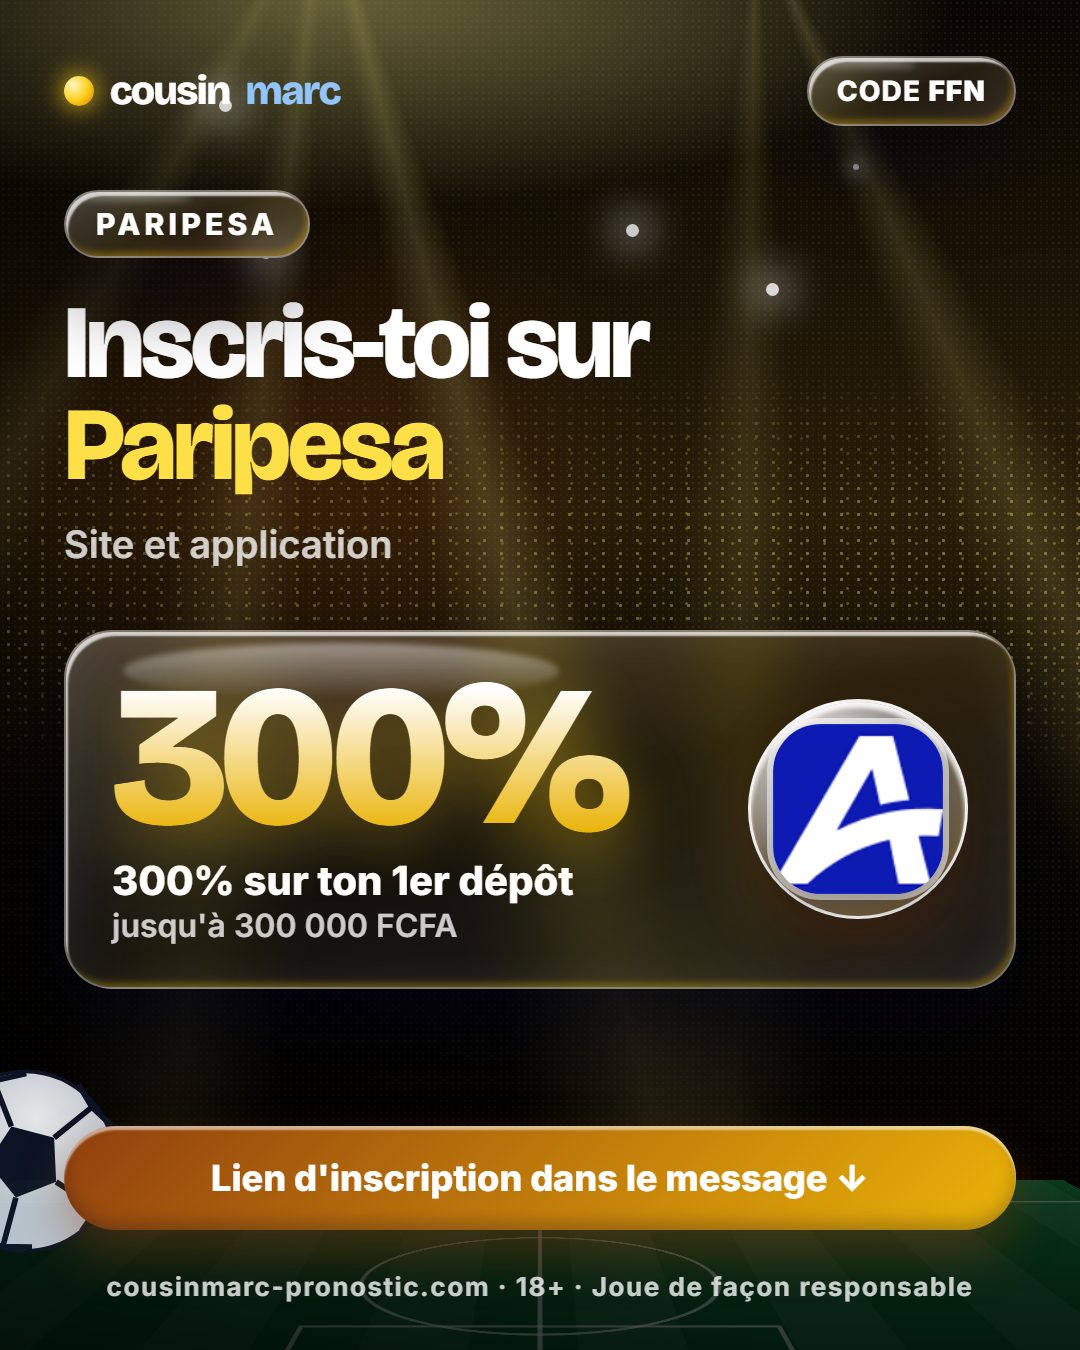 cousin marc
CODE FFN
PARIPESA
Inscris-toi sur
Paripesa
Site et application
300%
300% sur ton 1er dépôt
jusqu'à 300 000 FCFA
Lien d'inscription dans le message ↓
cousinmarc-pronostic.com · 18+ · Joue de façon responsable